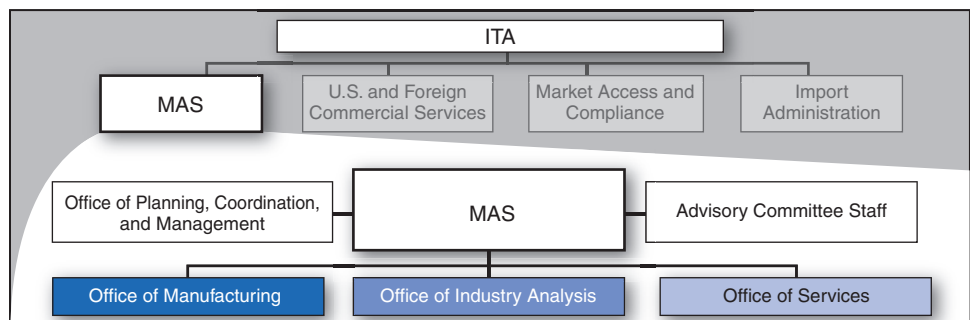 ITA
MAS
U.S. and Foreign
Commercial Services
Market Access and
Compliance
Import
Administration
Office of Planning, Coordination,
and Management
MAS
Advisory Committee Staff
Office of Manufacturing
Office of Industry Analysis
Office of Services